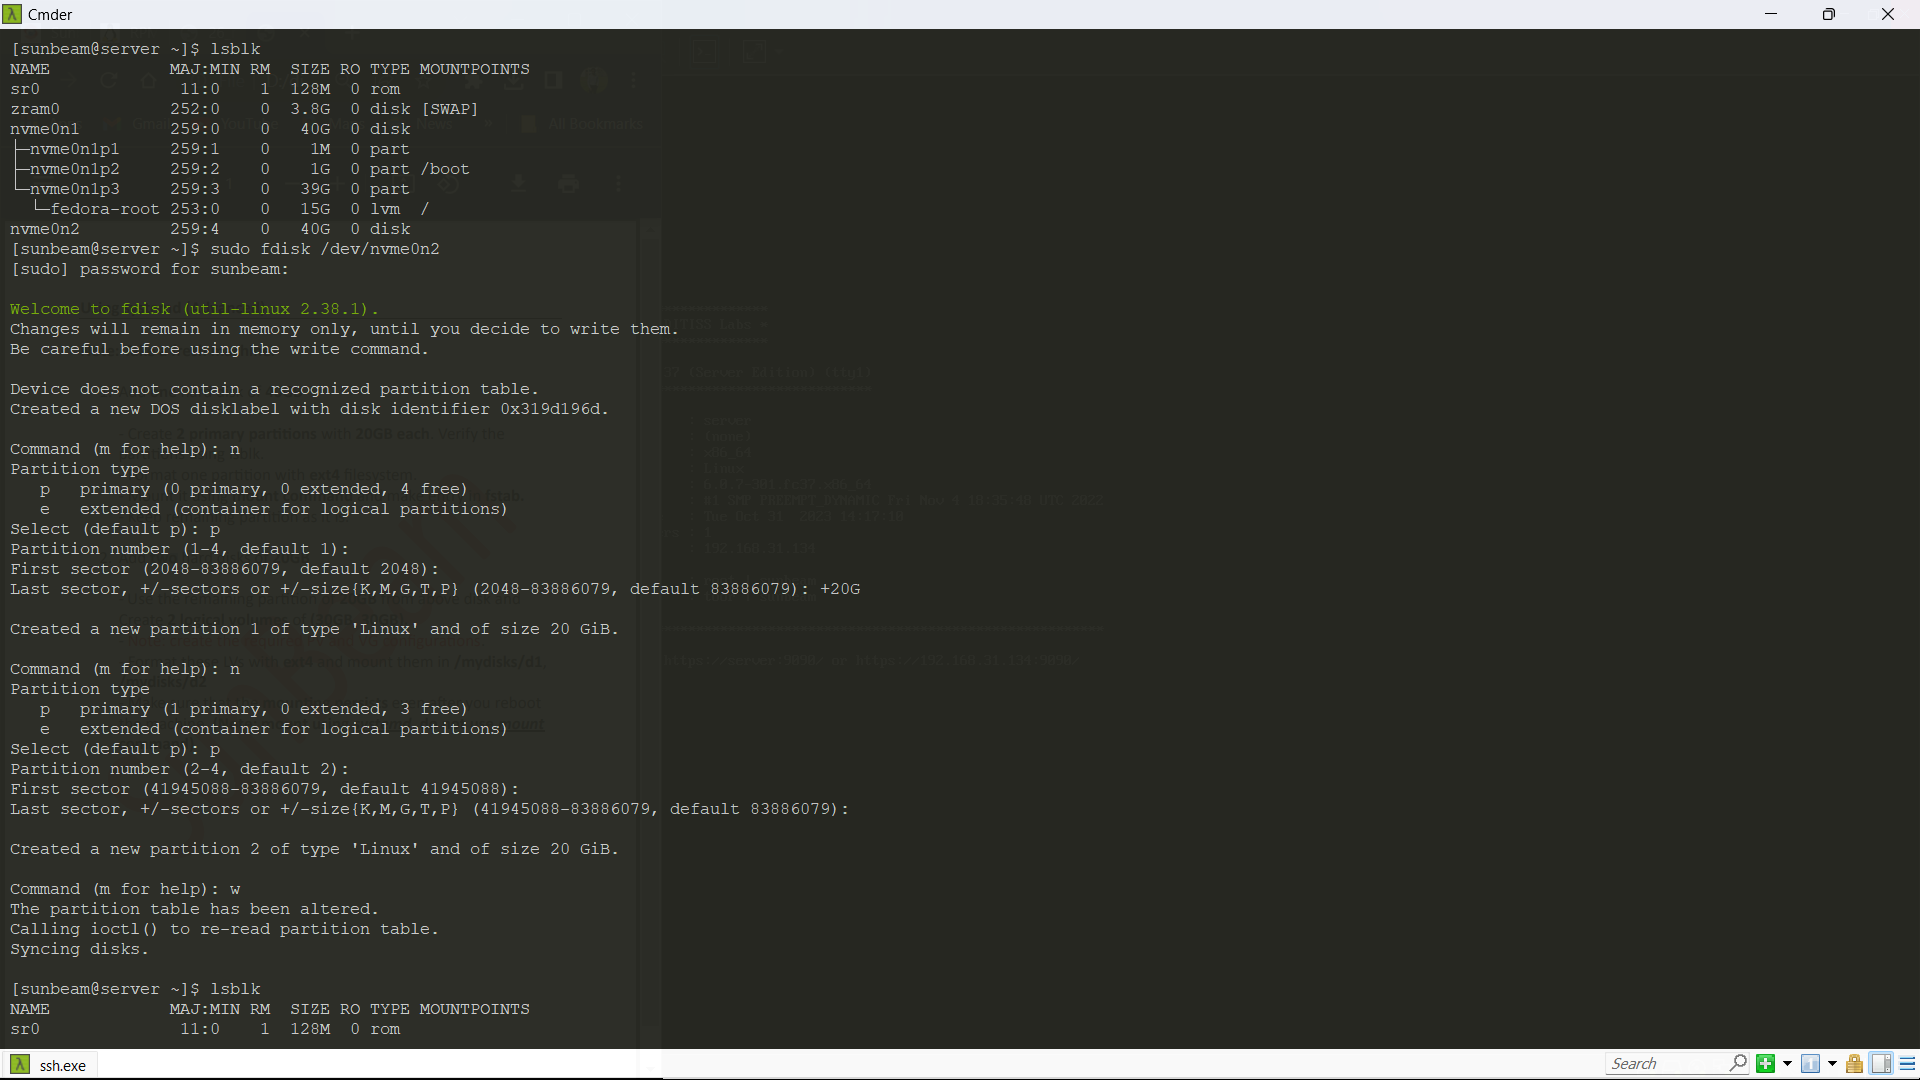 Cmder
[sunbeam@server ~]$ lsblk
NAME            MAJ:MIN RM  SIZE RO TYPE MOUNTPOINTS
sr0              11:0    1  128M  0 rom
zram0           252:0    0  3.8G  0 disk [SWAP]
nvme0n1         259:0    0   40G  0 disk
├─nvme0n1p1     259:1    0    1M  0 part
├─nvme0n1p2     259:2    0    1G  0 part /boot
└─nvme0n1p3     259:3    0   39G  0 part
  └─fedora-root 253:0    0   15G  0 lvm  /
nvme0n2         259:4    0   40G  0 disk
[sunbeam@server ~]$ sudo fdisk /dev/nvme0n2
[sudo] password for sunbeam:
Welcome to fdisk (util-linux 2.38.1).
Changes will remain in memory only, until you decide to write them.
Be careful before using the write command.
Device does not contain a recognized partition table.
Created a new DOS disklabel with disk identifier 0x319d196d.
Command (m for help): n
Partition type
   p   primary (0 primary, 0 extended, 4 free)
   e   extended (container for logical partitions)
Select (default p): p
Partition number (1-4, default 1):
First sector (2048-83886079, default 2048):
Last sector, +/-sectors or +/-size{K,M,G,T,P} (2048-83886079, default 83886079): +20G
Created a new partition 1 of type 'Linux' and of size 20 GiB.
Command (m for help): n
Partition type
   p   primary (1 primary, 0 extended, 3 free)
   e   extended (container for logical partitions)
Select (default p): p
Partition number (2-4, default 2):
First sector (41945088-83886079, default 41945088):
Last sector, +/-sectors or +/-size{K,M,G,T,P} (41945088-83886079, default 83886079):
Created a new partition 2 of type 'Linux' and of size 20 GiB.
Command (m for help): w
The partition table has been altered.
Calling ioctl() to re-read partition table.
Syncing disks.
[sunbeam@server ~]$ lsblk
NAME            MAJ:MIN RM  SIZE RO TYPE MOUNTPOINTS
sr0              11:0    1  128M  0 rom
ssh.exe
Search